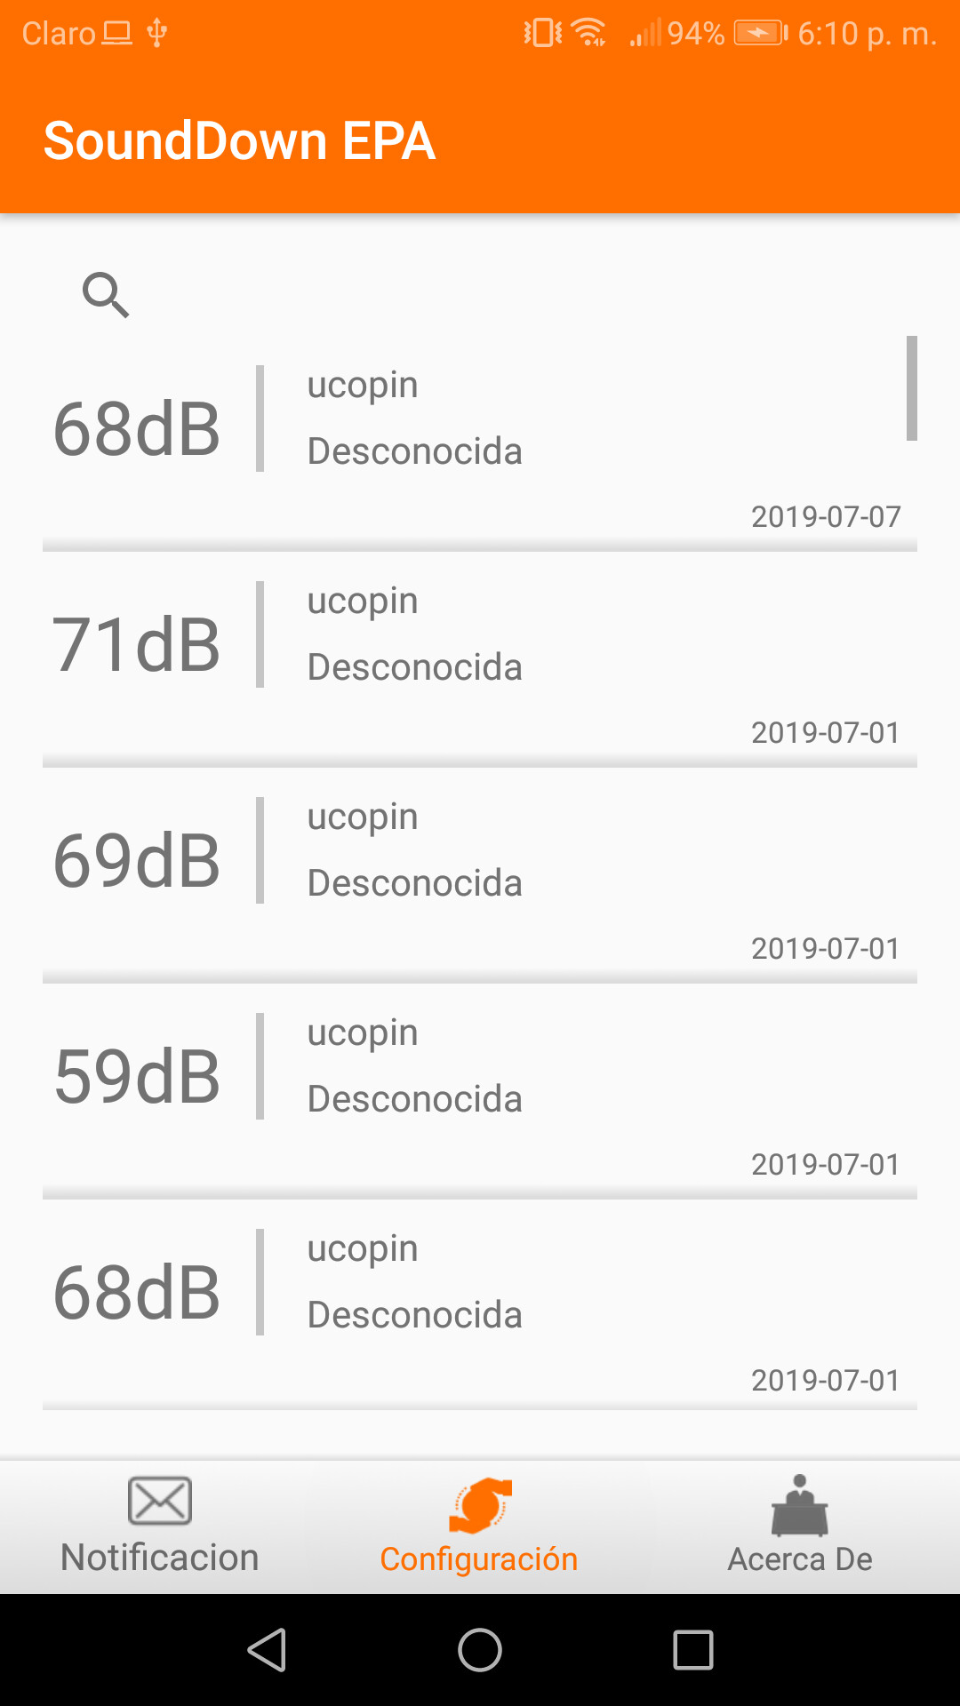 Claro 94% 6:10 p. m.
SoundDown EPA
68dB
ucopin
Desconocida
2019-07-07
71dB
ucopin
Desconocida
2019-07-01
69dB
ucopin
Desconocida
2019-07-01
59dB
ucopin
Desconocida
2019-07-01
68dB
ucopin
Desconocida
2019-07-01
Notificacion
Configuración
Acerca De